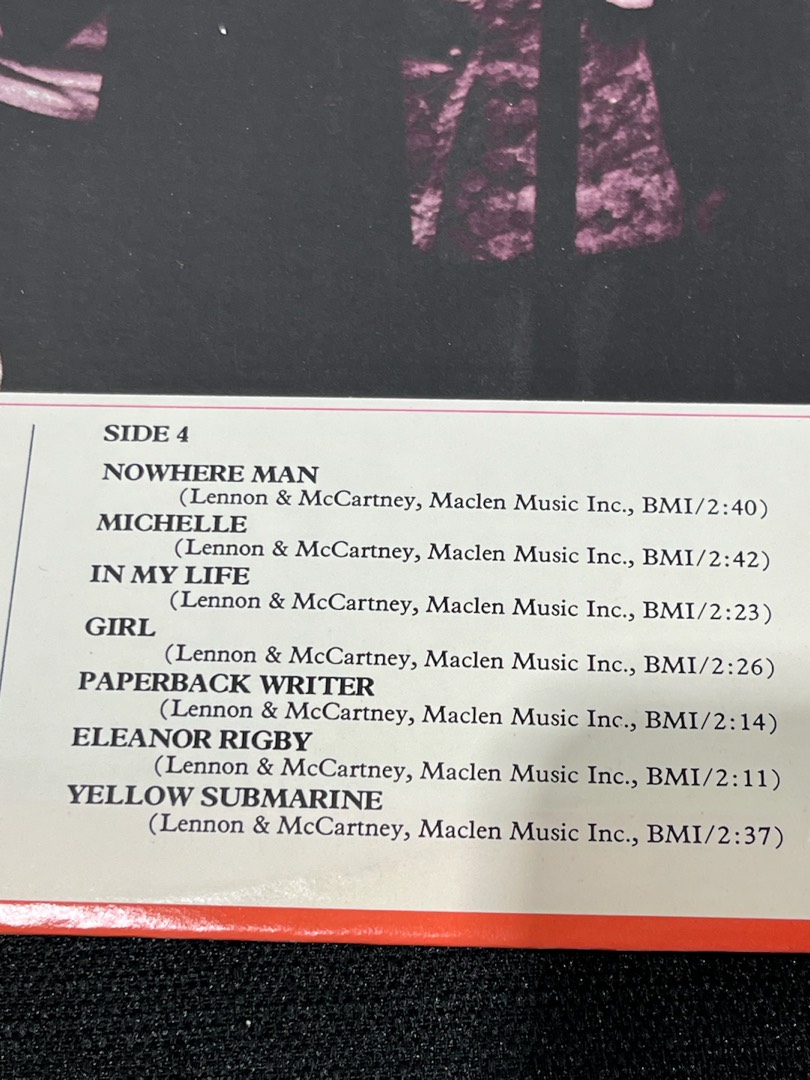 SIDE 4
NOWHERE MAN
(Lennon & McCartney, Maclen Music Inc., BMI/2:40)
MICHELLE
(Lennon & McCartney, Maclen Music Inc., BMI/2:42)
IN MY LIFE
(Lennon & McCartney, Maclen Music Inc., BMI/2:23)
GIRL
(Lennon & McCartney, Maclen Music Inc., BMI/2:26)
PAPERBACK WRITER
(Lennon & McCartney, Maclen Music Inc., BMI/2:14)
ELEANOR RIGBY
(Lennon & McCartney, Maclen Music Inc., BMI/2:11)
YELLOW SUBMARINE
(Lennon & McCartney, Maclen Music Inc., BMI/2:37)